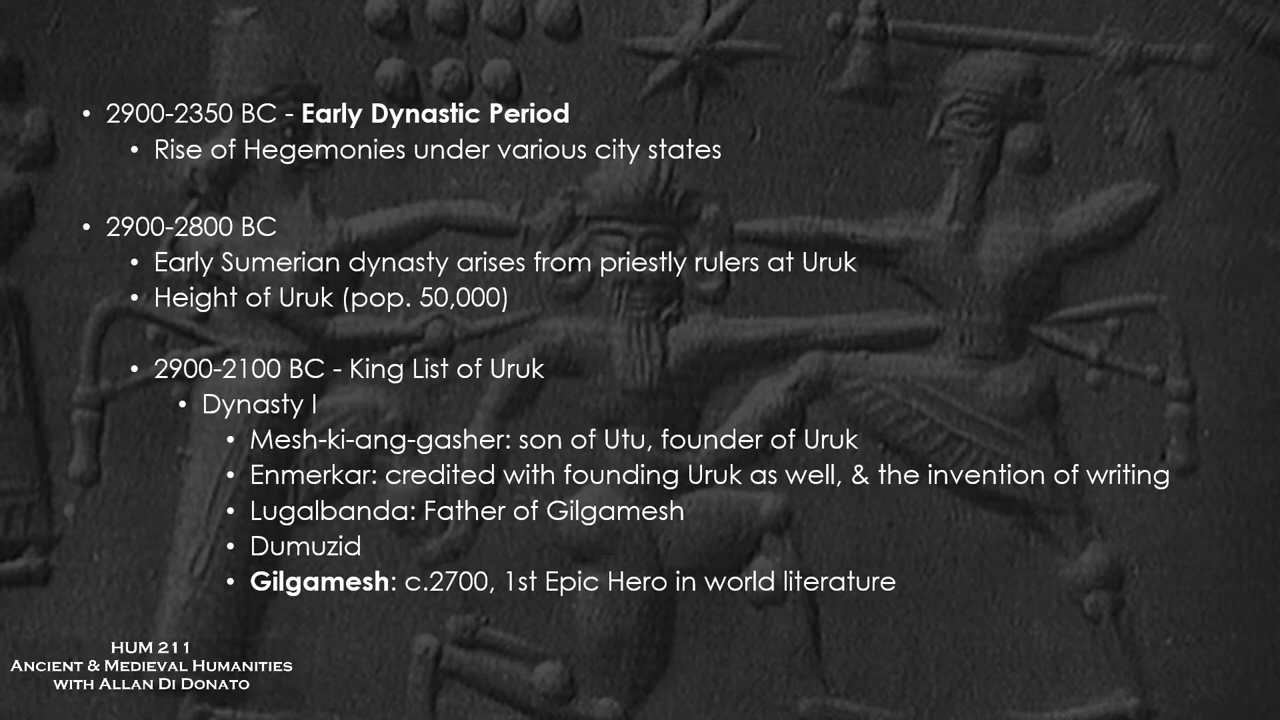 • 2900-2350 BC - Early Dynastic Period
• Rise of Hegemonies under various city states
• 2900-2800 BC
• Early Sumerian dynasty arises from priestly rulers at Uruk
• Height of Uruk (pop. 50,000)
• 2900-2100 BC - King List of Uruk
• Dynasty I
• Mesh-ki-ang-gasher: son of Utu, founder of Uruk
• Enmerkar: credited with founding Uruk as well, & the invention of writing
• Lugalbanda: Father of Gilgamesh
• Dumuzid
• Gilgamesh: c.2700, 1st Epic Hero in world literature
HUM 211
Ancient & Medieval Humanities
with Allan Di Donato